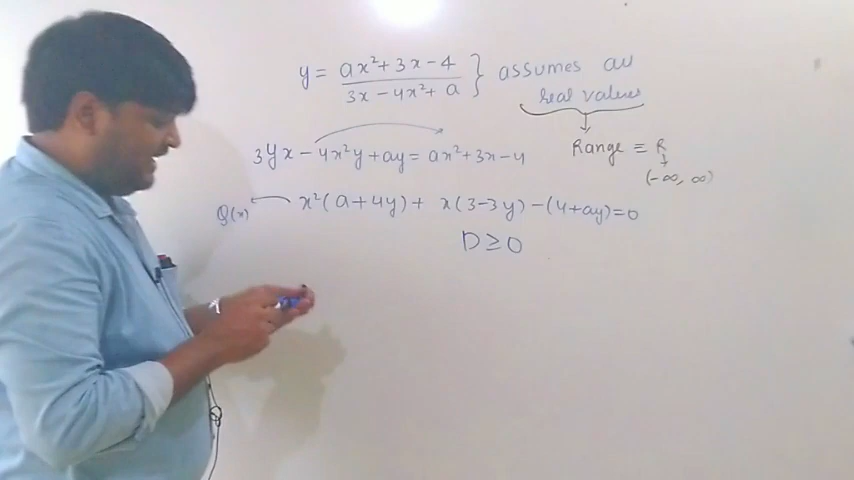 y = ax² + 3x - 4 / 3x - 4x² + a } assumes all
real values
Range ≡ R
(-∞, ∞)
3yx - 4x²y + ay = ax² + 3x - 4
Q(x) ← x²(a+4y) + x(3-3y) - (4+ay) = 0
D ≥ 0